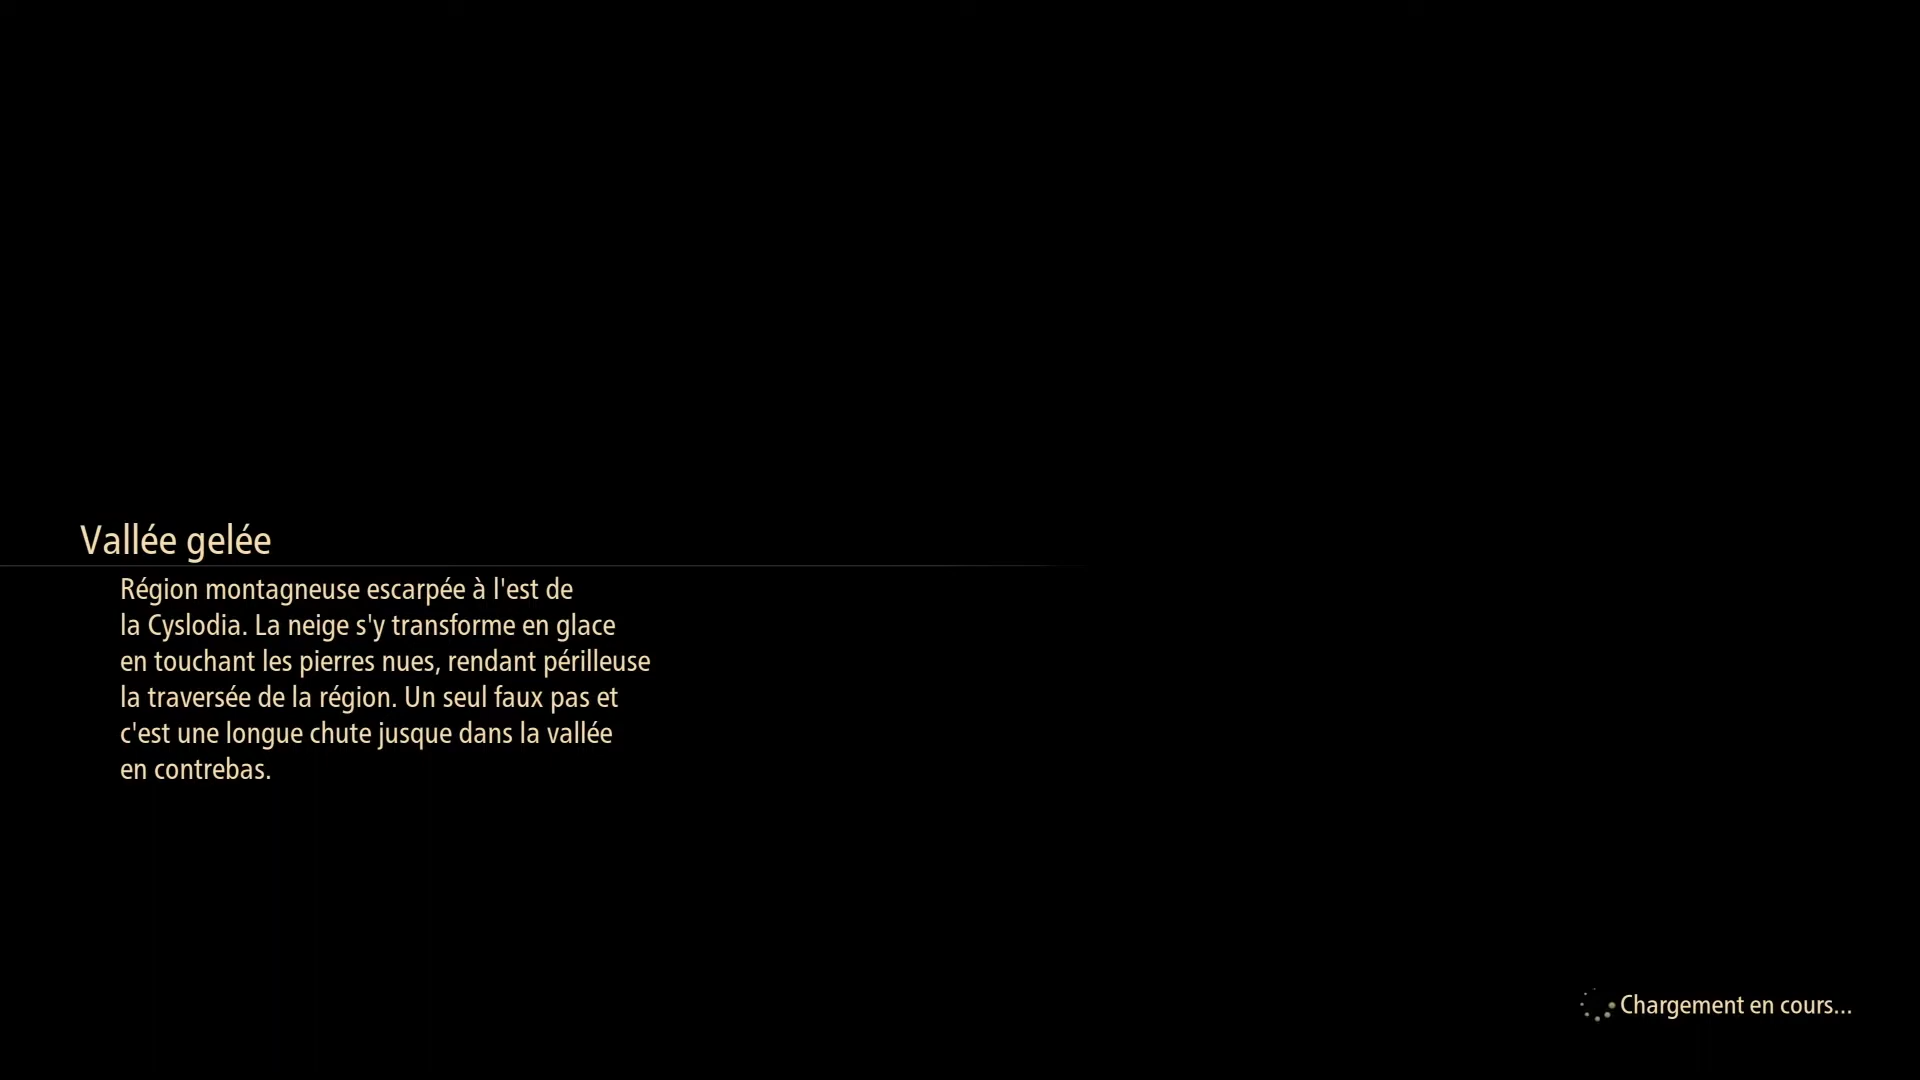 Vallée gelée
Région montagneuse escarpée à l'est de
la Cyslodia. La neige s'y transforme en glace
en touchant les pierres nues, rendant périlleuse
la traversée de la région. Un seul faux pas et
c'est une longue chute jusque dans la vallée
en contrebas.
Chargement en cours...